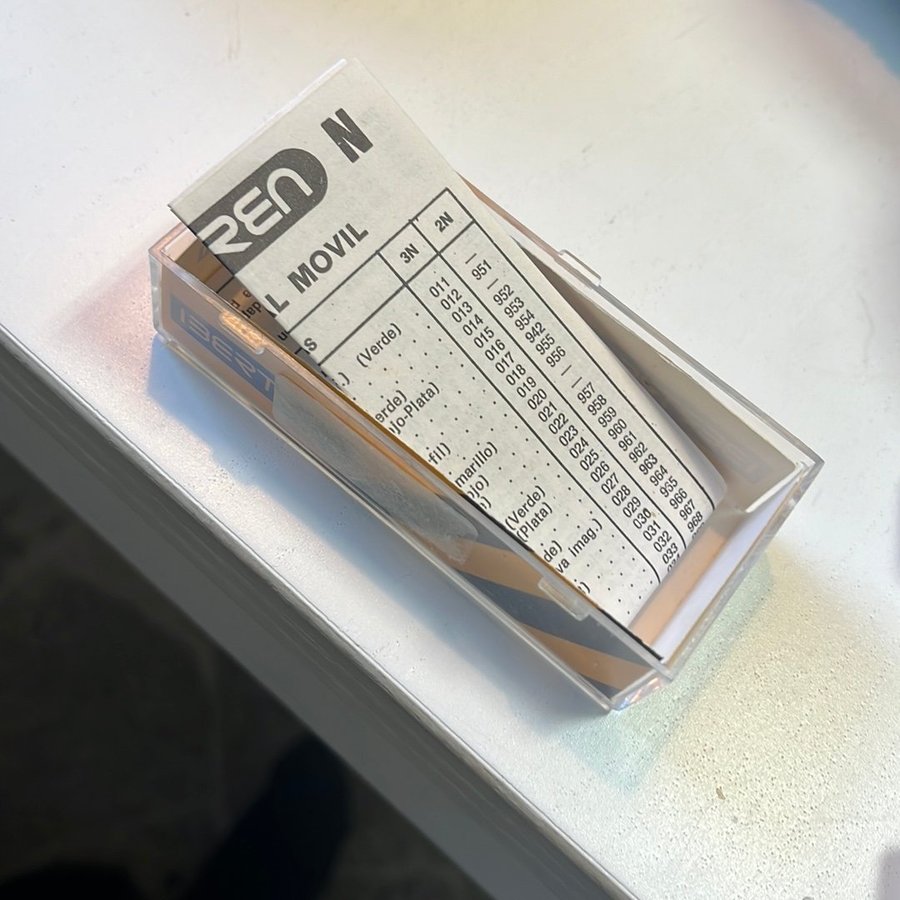 REN N
L MOVIL
S 3N 2N
.) (Verde) 011 —
012 951
013 —
erde) 014 952
jo-Plata) 015 953
016 954
017 942
-fil) 018 955
marillo) 019 956
020 —
021 —
022 957
(Verde) 023 958
(Plata) 024 959
de) 025 960
va imag.) 026 961
027 962
028 963
029 964
030 965
031 966
032 967
033 968
IBERT